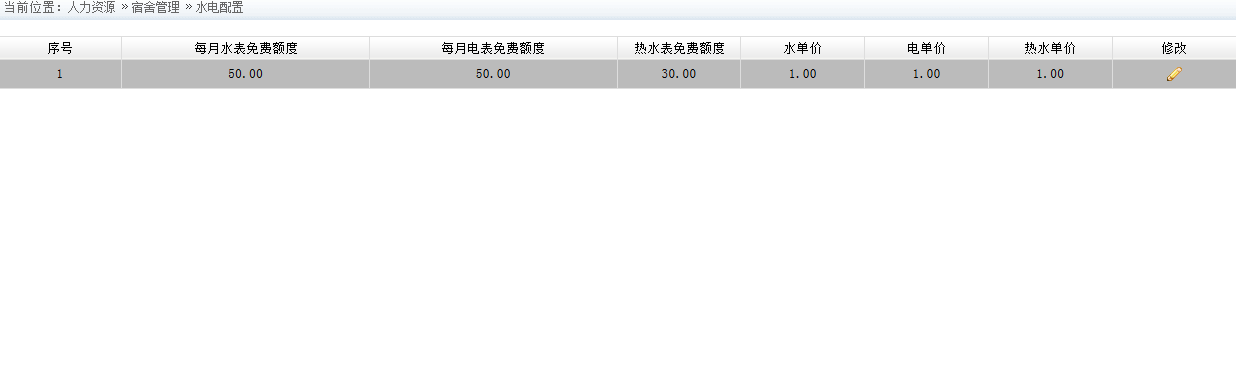 当前位置: 人力资源 » 宿舍管理 » 水电配置
序号 每月水表免费额度 每月电表免费额度 热水表免费额度 水单价 电单价 热水单价 修改
1 50.00 50.00 30.00 1.00 1.00 1.00